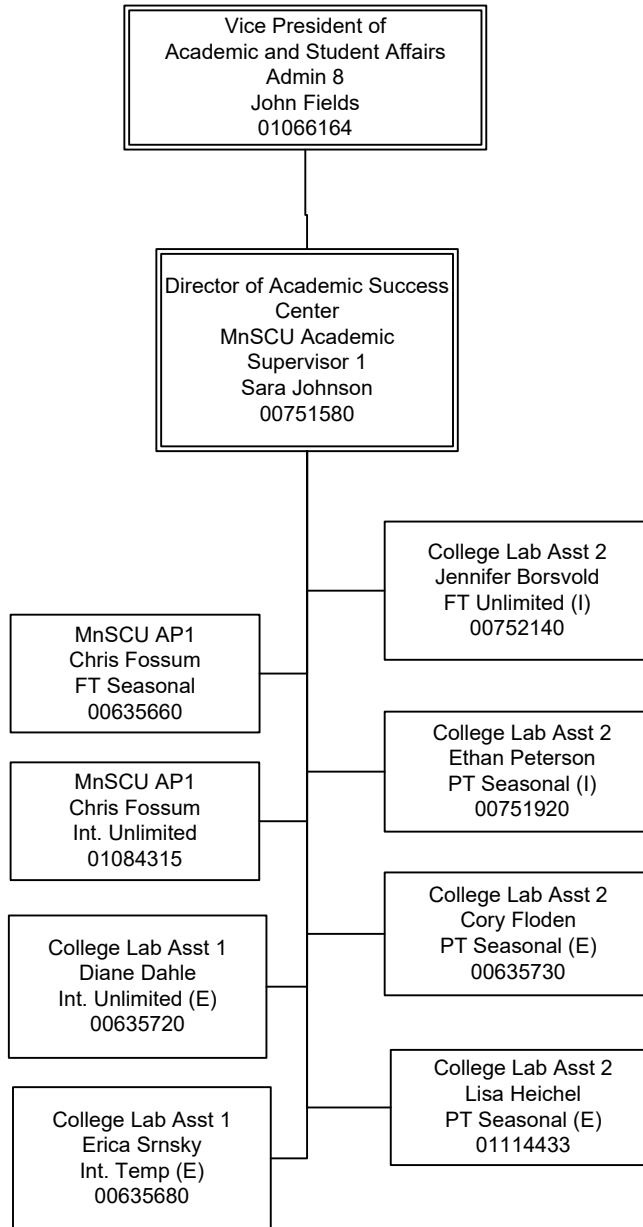 Vice President of
Academic and Student Affairs
Admin 8
John Fields
01066164
Director of Academic Success
Center
MnSCU Academic
Supervisor 1
Sara Johnson
00751580
College Lab Asst 2
Jennifer Borsvold
FT Unlimited (I)
00752140
MnSCU AP1
Chris Fossum
FT Seasonal
00635660
College Lab Asst 2
Ethan Peterson
PT Seasonal (I)
00751920
MnSCU AP1
Chris Fossum
Int. Unlimited
01084315
College Lab Asst 2
Cory Floden
PT Seasonal (E)
00635730
College Lab Asst 1
Diane Dahle
Int. Unlimited (E)
00635720
College Lab Asst 2
Lisa Heichel
PT Seasonal (E)
01114433
College Lab Asst 1
Erica Srnsky
Int. Temp (E)
00635680